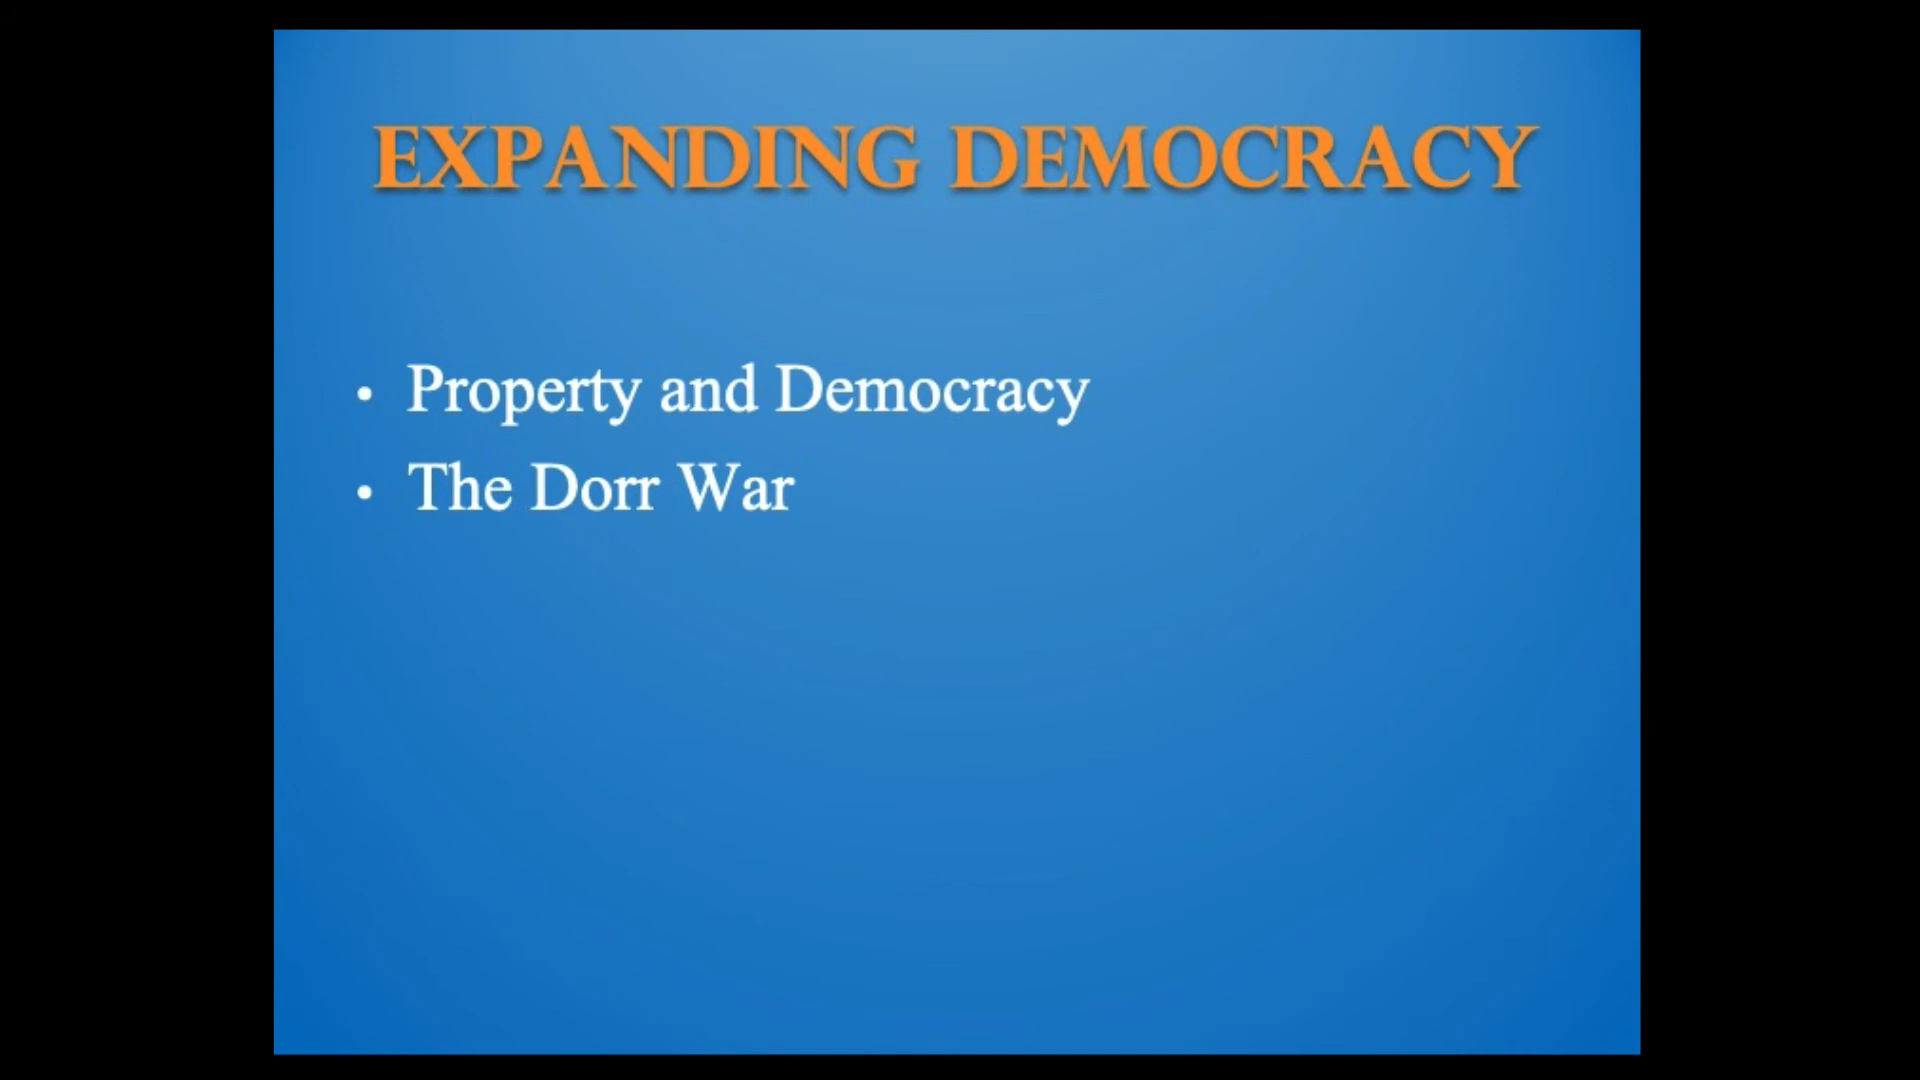 EXPANDING DEMOCRACY
• Property and Democracy
• The Dorr War